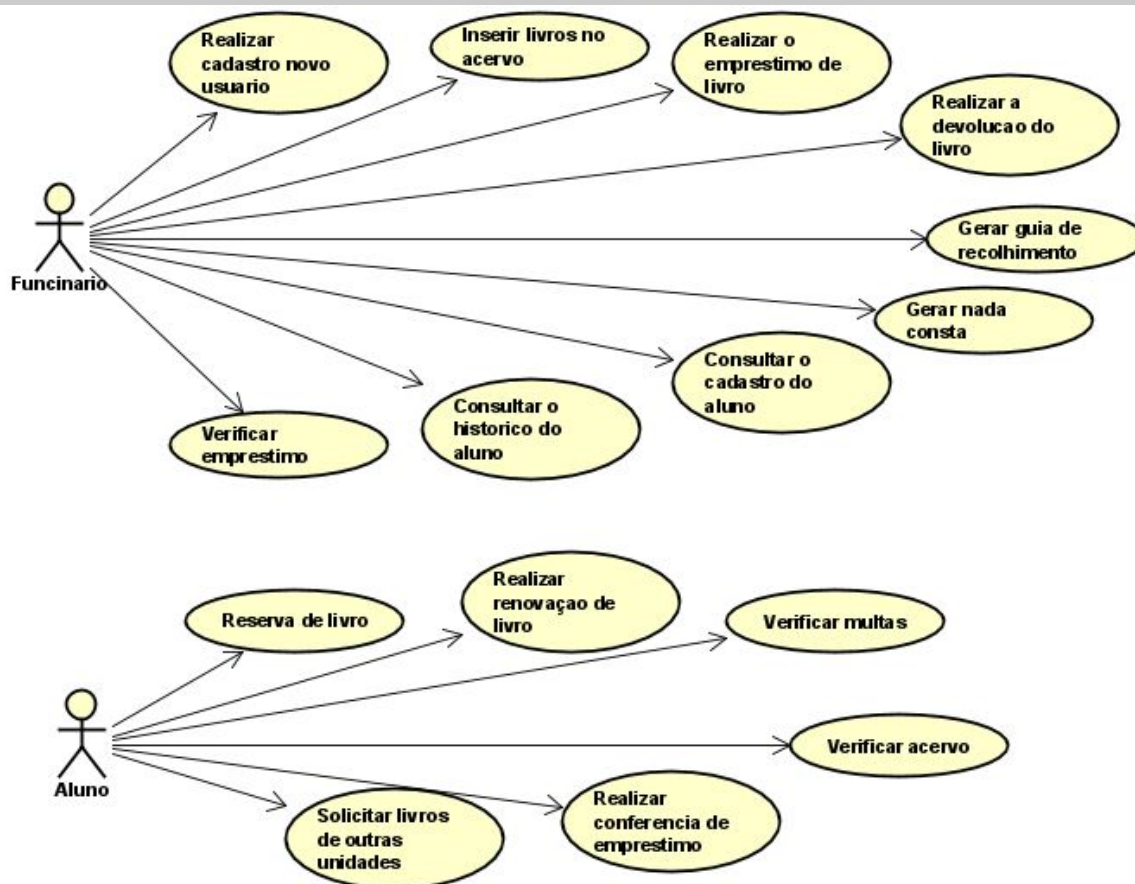 Realizar
cadastro novo
usuario
Inserir livros no
acervo
Realizar o
emprestimo de
livro
Realizar a
devolucao do
livro
Funcinario
Gerar guia de
recolhimento
Gerar nada
consta
Consultar o
cadastro do
aluno
Consultar o
historico do
aluno
Verificar
emprestimo
Reserva de livro
Realizar
renovaçao de
livro
Verificar multas
Aluno
Verificar acervo
Realizar
conferencia de
emprestimo
Solicitar livros
de outras
unidades